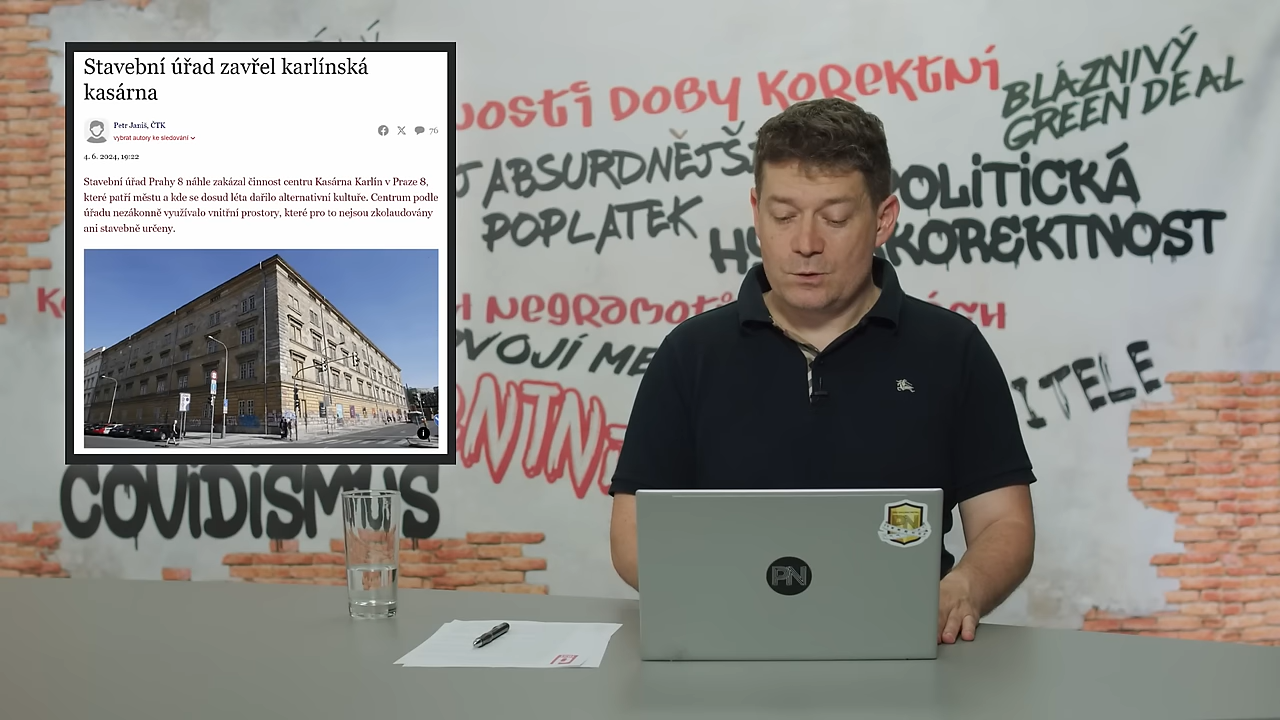 Stavební úřad zavřel karlínská
kasárna
Petr Janiš, ČTK
vybrat autory ke sledování
76
4. 6. 2024, 19:22
Stavební úřad Prahy 8 náhle zakázal činnost centru Kasárna Karlín v Praze 8,
které patří městu a kde se dosud léta dařilo alternativní kultuře. Centrum podle
úřadu nezákonně využívalo vnitřní prostory, které pro to nejsou zkolaudovány
ani stavebně určeny.
DOBY KOREKTNÍ
BLÁZNIVÝ
GREEN DEAL
POPLATEK
POLITICKÁ
KOREKTNOST
VOJÍ
COVIDISMUS
PN
PN